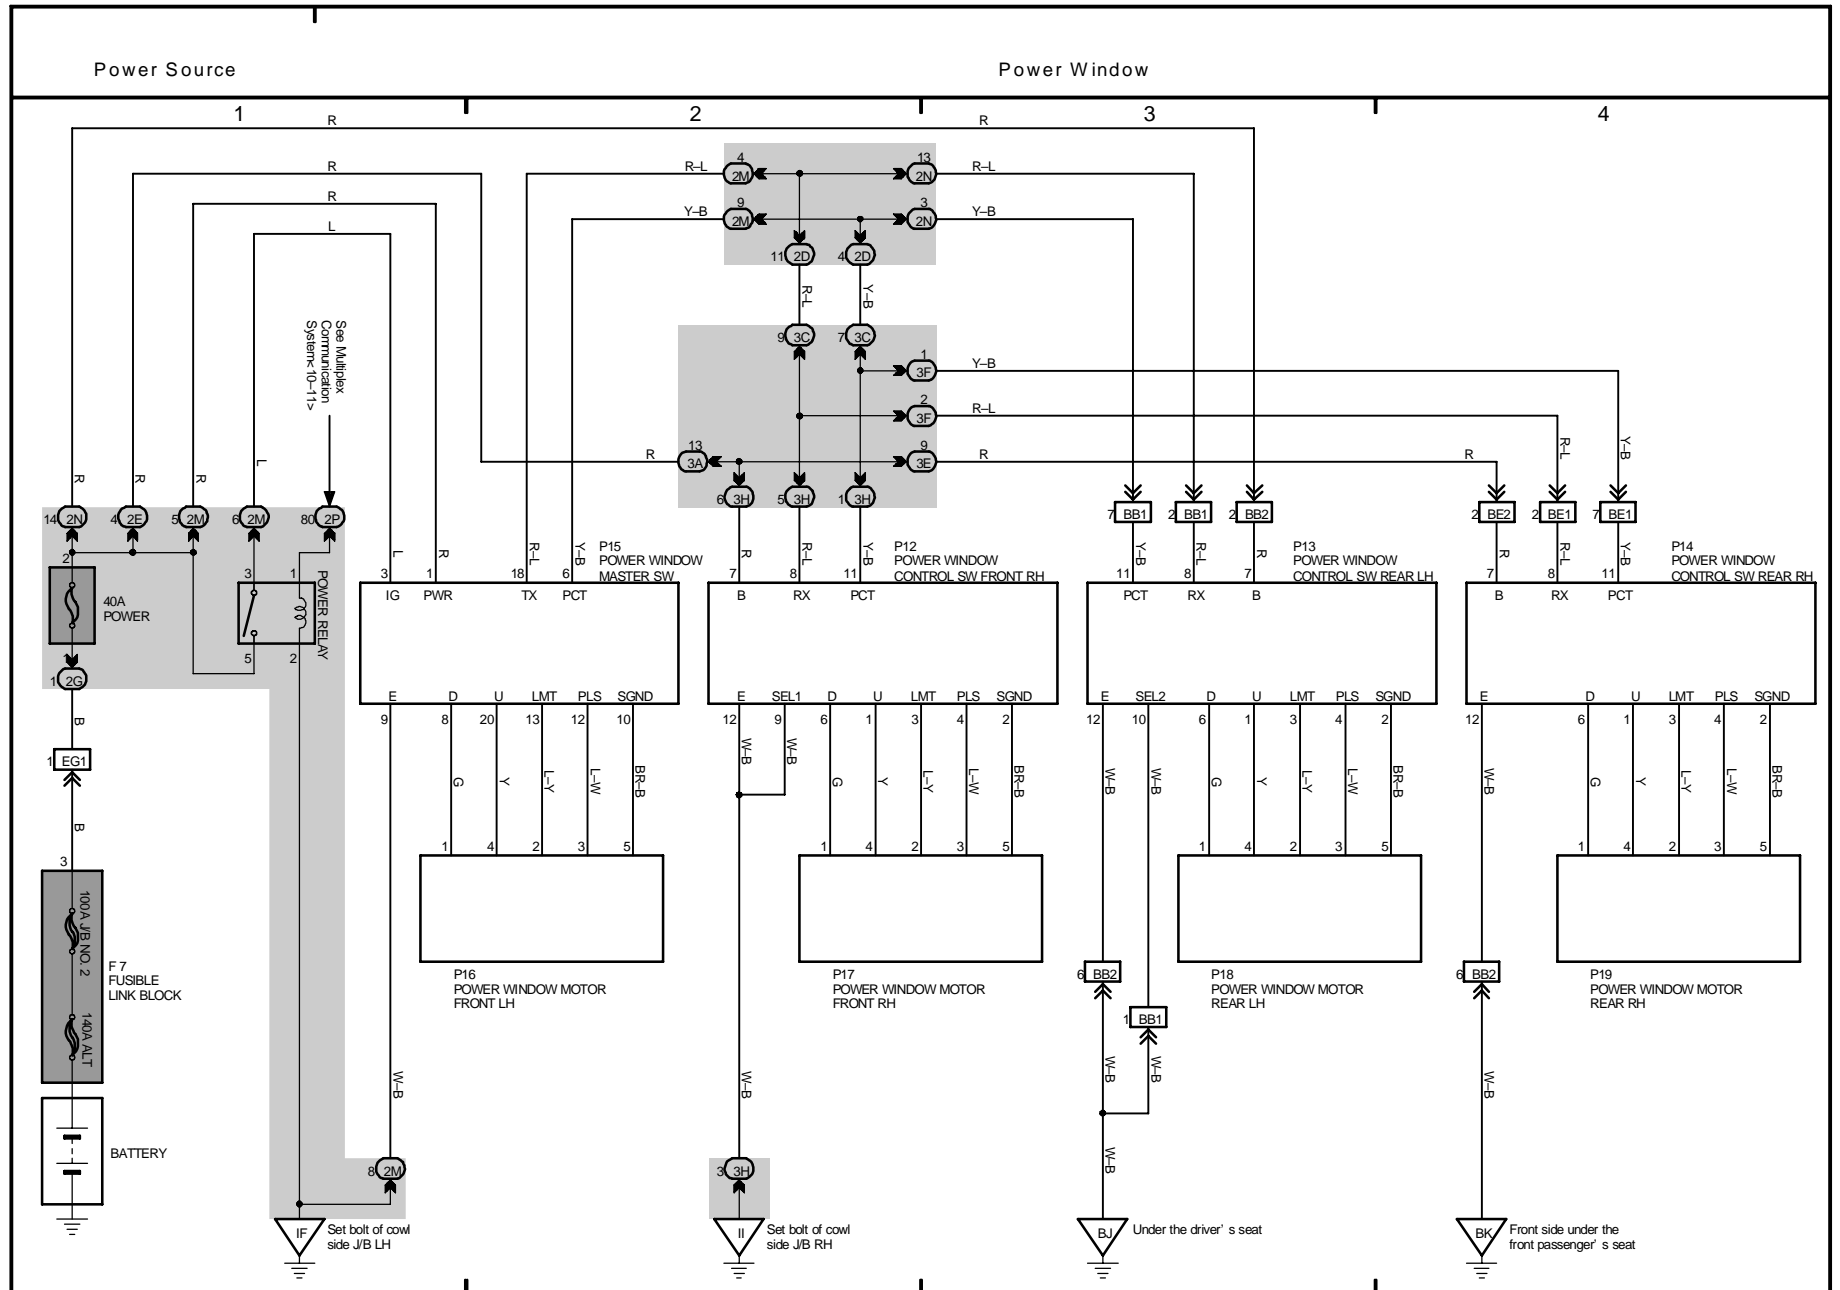 Power Source
Power Window
1
2
3
4
R
R
R
R
R
L
4
2M
R–L
13
2N
R–L
9
2M
Y–B
3
2N
Y–B
11 2D
4 2D
R–L
Y–B
See Multiplex
Communication
System<10–11>
9 3C
7 3C
1
3F
Y–B
2
3F
R–L
13
3A
R
9
3E
R
R
R–L
Y–B
6 3H
5 3H
1 3H
R
R
R
L
14 2N
4 2E
5 2M
6 2M
80 2P
7 BB1
2 BB1
2 BB2
2 BE2
2 BE1
7 BE1
2
40A
POWER
3
1
5
2
POWER RELAY
1 2G
L
R
R–L
Y–B
R
R–L
Y–B
Y–B
R–L
R
R
R–L
Y–B
P15
POWER WINDOW
MASTER SW
P12
POWER WINDOW
CONTROL SW FRONT RH
P13
POWER WINDOW
CONTROL SW REAR LH
P14
POWER WINDOW
CONTROL SW REAR RH
3 1 18 6
7 8 11
11 8 7
7 8 11
IG PWR TX PCT
B RX PCT
PCT RX B
B RX PCT
E D U LMT PLS SGND
E SEL1 D U LMT PLS SGND
E SEL2 D U LMT PLS SGND
E D U LMT PLS SGND
9 8 20 13 12 10
12 9 6 1 3 4 2
12 10 6 1 3 4 2
12 6 1 3 4 2
B
1 EG1
B
G Y L–Y L–W BR–B
W–B W–B G Y L–Y L–W BR–B
W–B W–B G Y L–Y L–W BR–B
W–B G Y L–Y L–W BR–B
3
1 4 2 3 5
1 4 2 3 5
1 4 2 3 5
1 4 2 3 5
100A J/B NO. 2
140A ALT
F 7
FUSIBLE
LINK BLOCK
P16
POWER WINDOW MOTOR
FRONT LH
P17
POWER WINDOW MOTOR
FRONT RH
6 BB2
P18
POWER WINDOW MOTOR
REAR LH
6 BB2
P19
POWER WINDOW MOTOR
REAR RH
1 BB1
W–B
W–B
W–B
W–B
W–B
BATTERY
8 2M
3 3H
W–B
IF
Set bolt of cowl
side J/B LH
II
Set bolt of cowl
side J/B RH
BJ
Under the driver' s seat
BK
Front side under the
front passenger' s seat